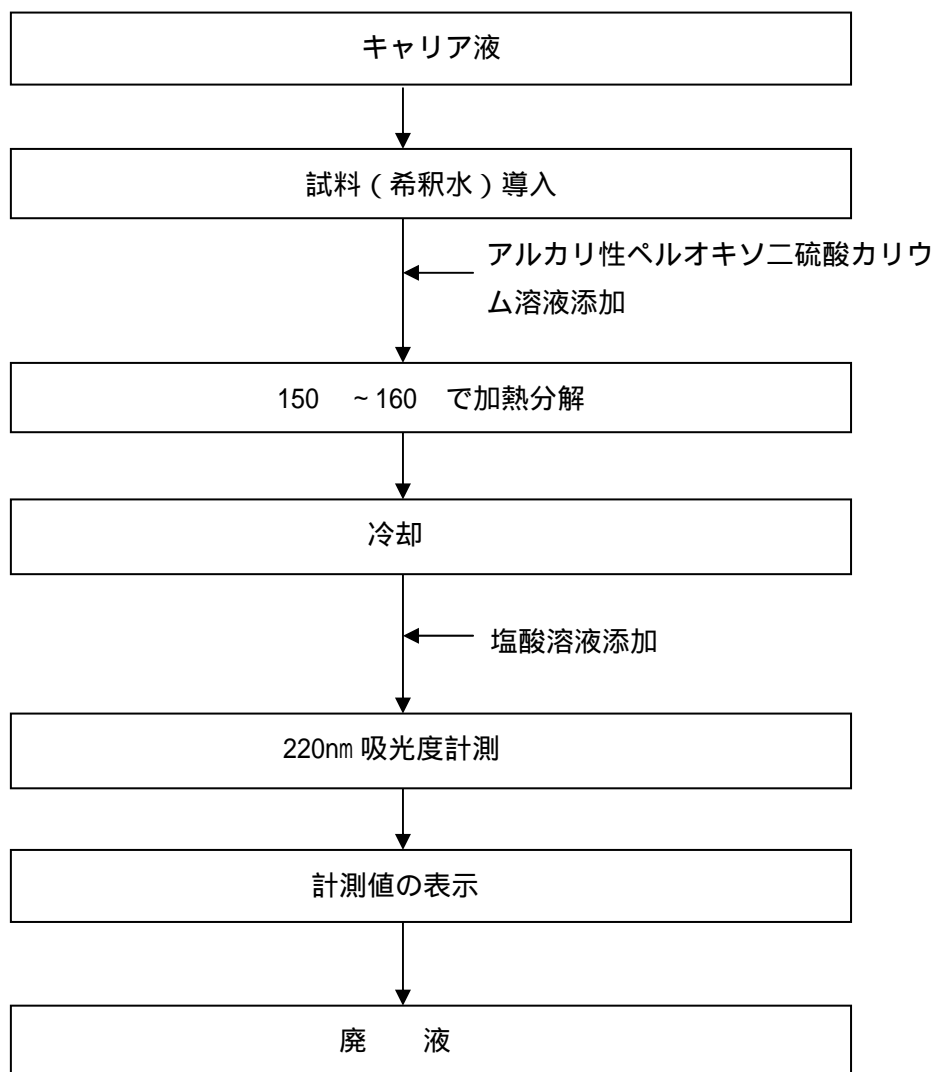 キャリア液
試料(希釈水)導入
アルカリ性ペルオキソ二硫酸カリウ
ム溶液添加
150　~160　で加熱分解
冷却
塩酸溶液添加
220nm 吸光度計測
計測値の表示
廃　　液